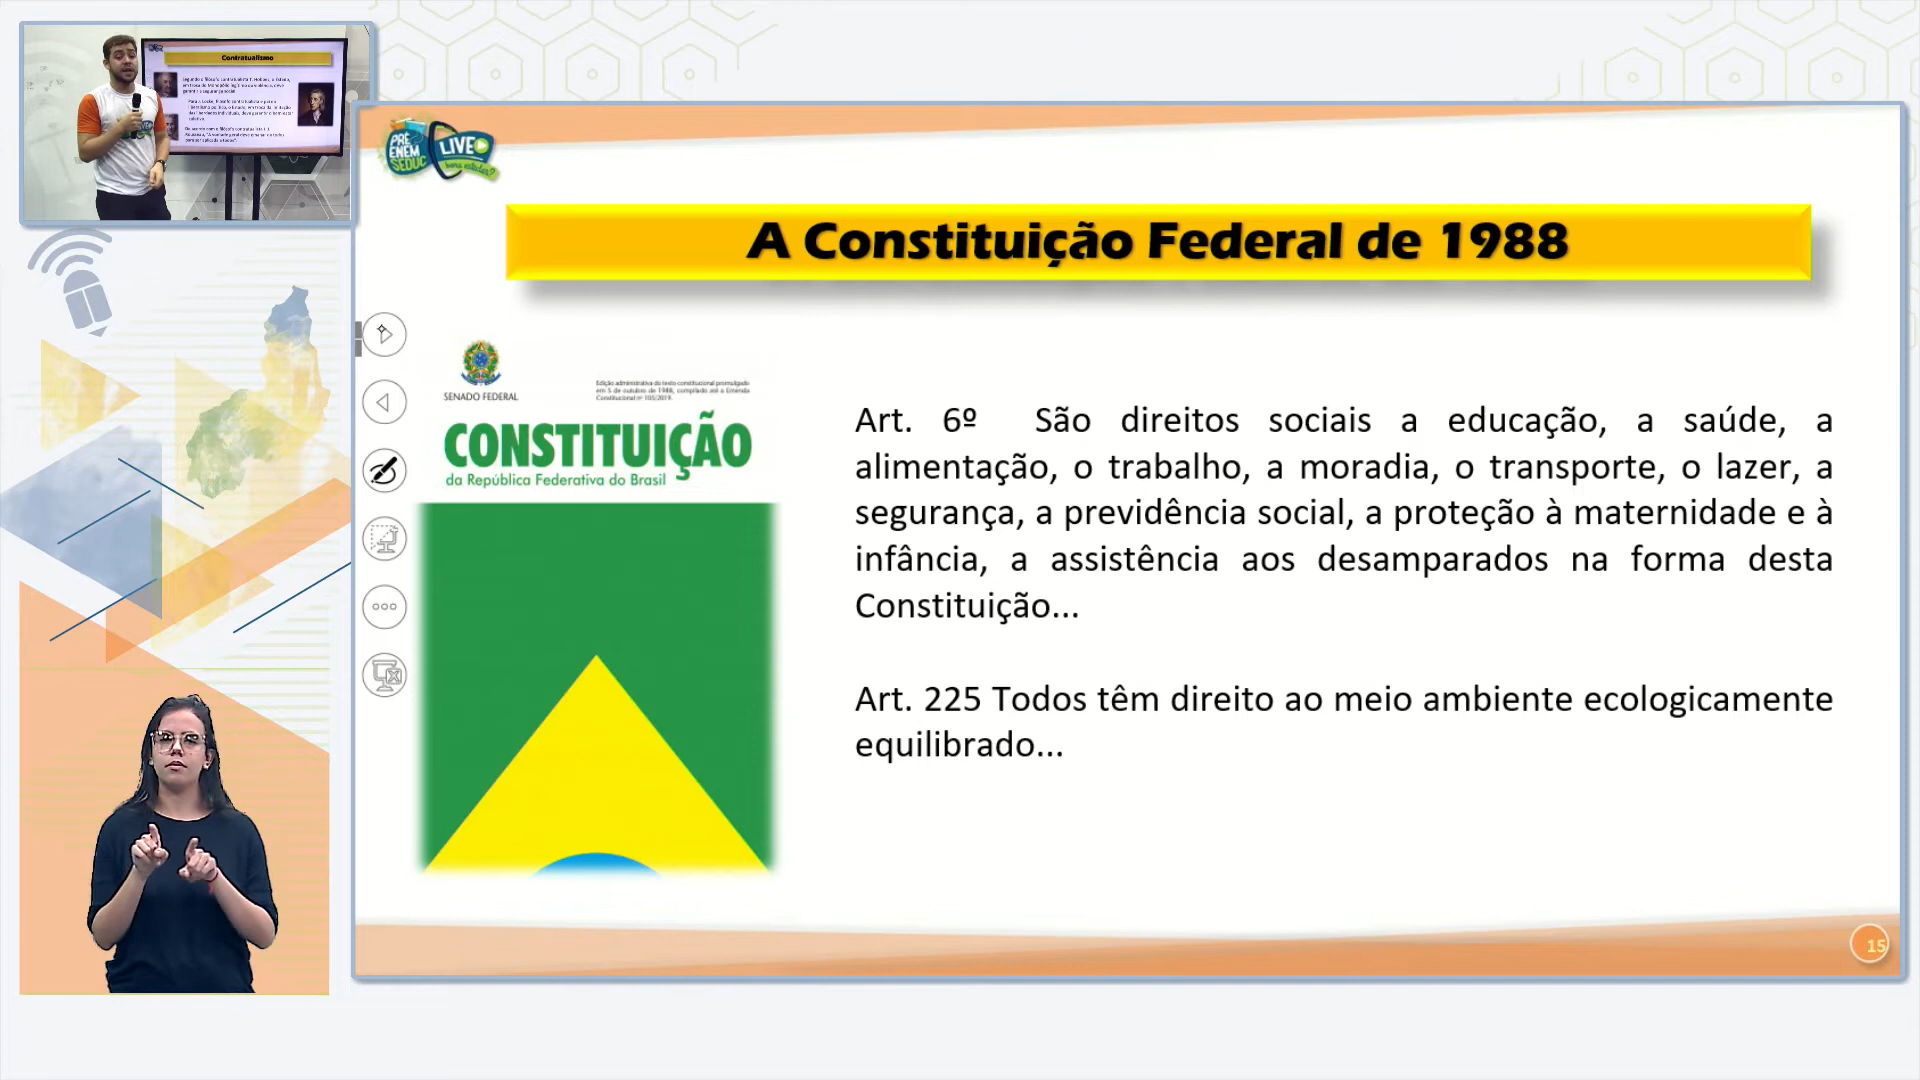 Contratualismo
PRÉ
ENEM
SEDUC
LIVE
A Constituição Federal de 1988
SENADO FEDERAL
Edição administrativa do texto constitucional promulgado
em 5 de outubro de 1988, compilado até a Emenda
Constitucional nº 105/2019.
CONSTITUIÇÃO
da República Federativa do Brasil
Art. 6º São direitos sociais a educação, a saúde, a
alimentação, o trabalho, a moradia, o transporte, o lazer, a
segurança, a previdência social, a proteção à maternidade e à
infância, a assistência aos desamparados na forma desta
Constituição...
Art. 225 Todos têm direito ao meio ambiente ecologicamente
equilibrado...
15